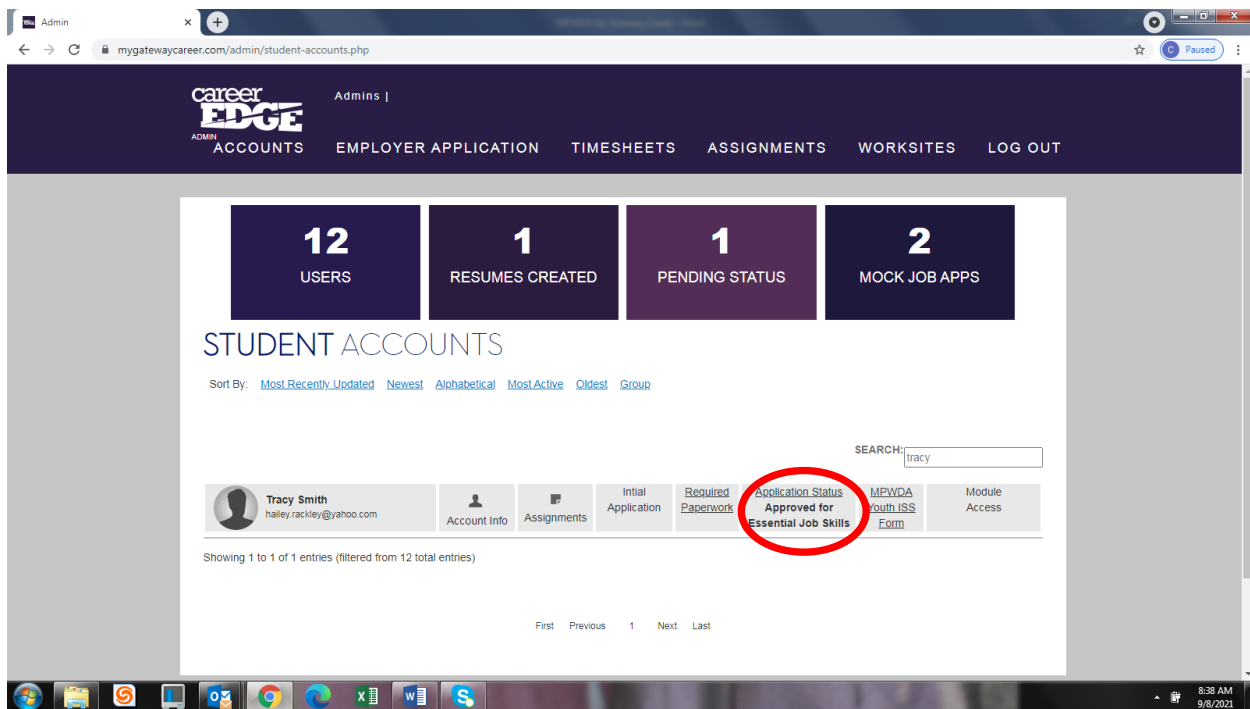 Admin
mygatewaycareer.com/admin/student-accounts.php
C Paused
career
EDGE
ADMIN
Admins |
ACCOUNTS EMPLOYER APPLICATION TIMESHEETS ASSIGNMENTS WORKSITES LOG OUT
12
USERS
1
RESUMES CREATED
1
PENDING STATUS
2
MOCK JOB APPS
STUDENT ACCOUNTS
Sort By: Most Recently Updated Newest Alphabetical Most Active Oldest Group
SEARCH: tracy
Tracy Smith
hailey.rackley@yahoo.com
Account Info
Assignments
Intial
Application
Required
Paperwork
Application Status
Approved for
Essential Job Skills
MPWDA
Youth ISS
Form
Module
Access
Showing 1 to 1 of 1 entries (filtered from 12 total entries)
First Previous 1 Next Last
8:38 AM
9/8/2021